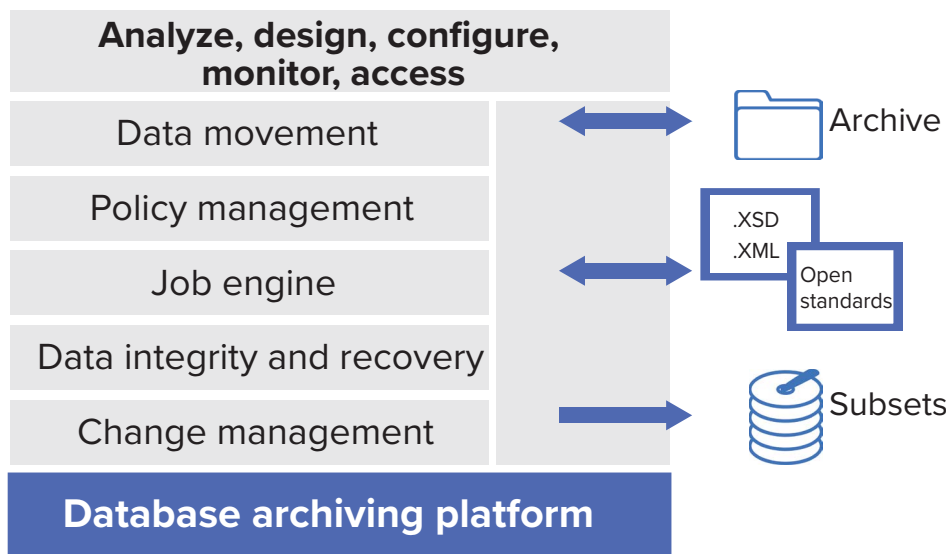 Analyze, design, configure,
monitor, access
Data movement
Policy management
Job engine
Data integrity and recovery
Change management
Database archiving platform
Archive
.XSD
.XML
Open
standards
Subsets